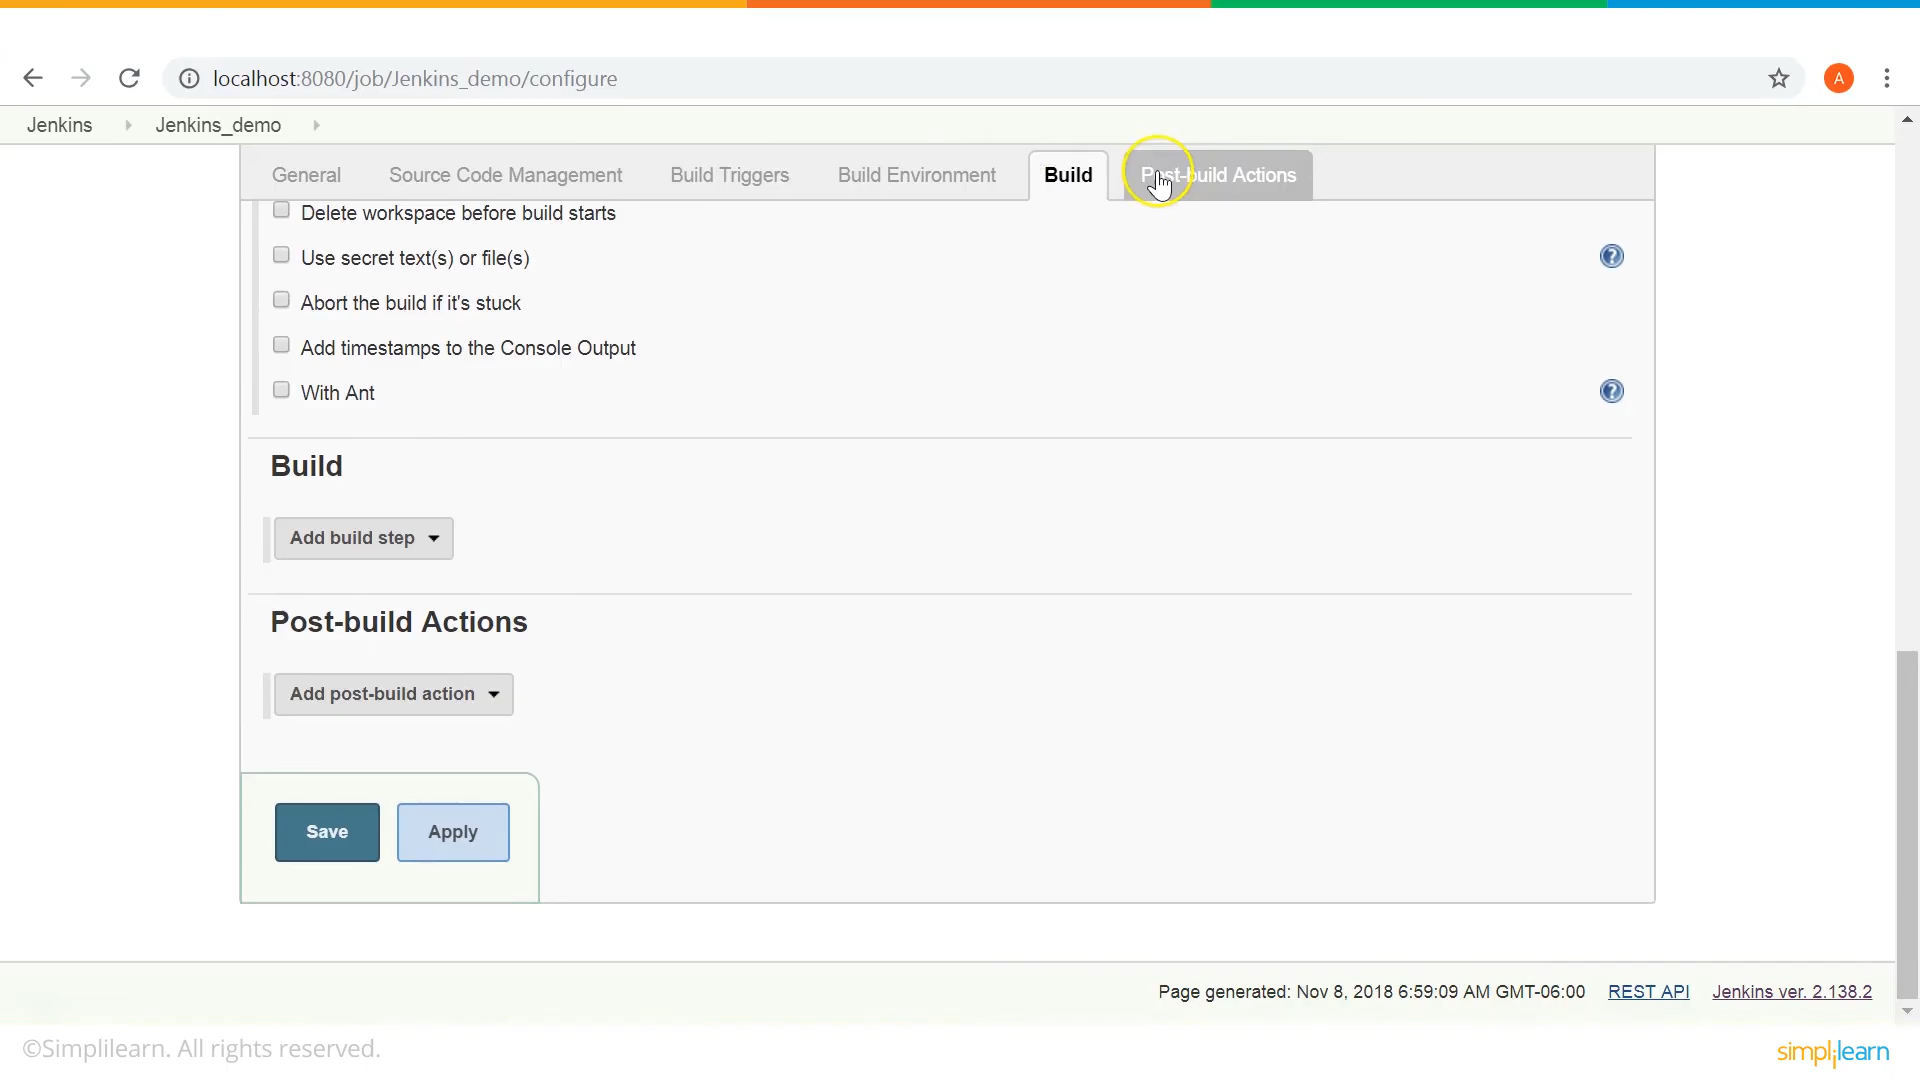 localhost:8080/job/Jenkins_demo/configure
A
Jenkins
Jenkins_demo
General
Source Code Management
Build Triggers
Build Environment
Build
Post-build Actions
Delete workspace before build starts
Use secret text(s) or file(s)
?
Abort the build if it's stuck
Add timestamps to the Console Output
With Ant
?
Build
Add build step
Post-build Actions
Add post-build action
Save
Apply
Page generated: Nov 8, 2018 6:59:09 AM GMT-06:00
REST API
Jenkins ver. 2.138.2
©Simplilearn. All rights reserved.
simplilearn